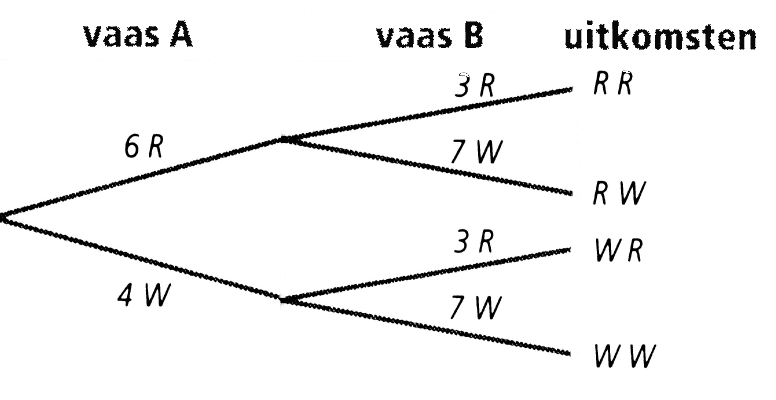 vaas A vaas B uitkomsten
3 R R R
6 R
7 W
R W
3 R W R
4 W
7 W
W W